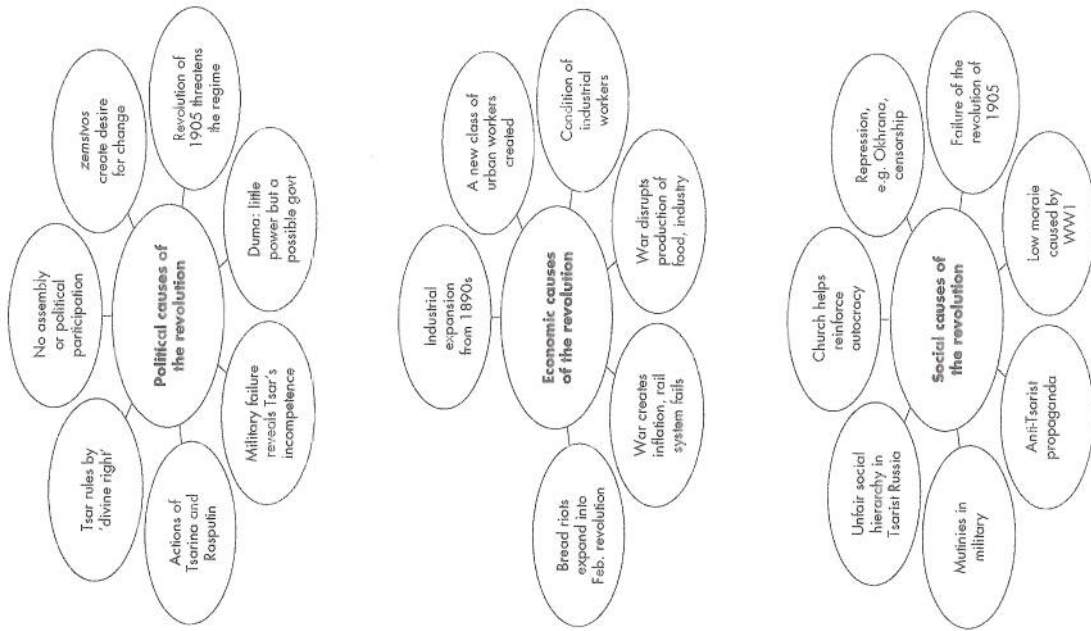 Political causes of
the revolution
No assembly
or political
participation
zemstvos
create desire
for change
Revolution of
1905 threatens
the regime
Duma: little
power but a
possible govt
Military failure
reveals Tsar's
incompetence
Actions of
Tsarina and
Rasputin
Tsar rules by
'divine right'
Economic causes
of the revolution
Industrial
expansion
from 1890s
A new class of
urban workers
created
Condition of
industrial
workers
War disrupts
production of
food, industry
War creates
inflation, rail
system fails
Bread riots
expand into
Feb. revolution
Social causes of
the revolution
Church helps
reinforce
autocracy
Repression,
e.g. Okhrana,
censorship
Failure of the
revolution of
1905
Low morale
caused by
WW1
Anti-Tsarist
propaganda
Mutinies in
military
Unfair social
hierarchy in
Tsarist Russia